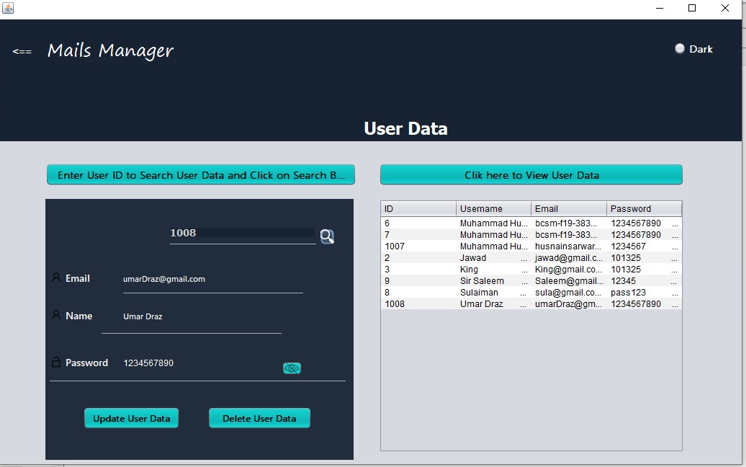 <== Mails Manager
Dark
User Data
Enter User ID to Search User Data and Click on Search B...
1008
Email umarDraz@gmail.com
Name Umar Draz
Password 1234567890
Update User Data Delete User Data
Clik here to View User Data
ID Username Email Password
6 Muhammad Hu... bcsm-f19-383... 1234567890 ...
7 Muhammad Hu... bcsm-f19-383... 1234567890 ...
1007 Muhammad Hu... husnainsarwar... 1234567 ...
2 Jawad ... jawad@gmail.c... 101325 ...
3 King ... King@gmail.co... 101325 ...
9 Sir Saleem ... Saleem@gmail... 12345 ...
8 Sulaiman ... sula@gmail.co... pass123 ...
1008 Umar Draz ... umarDraz@gm... 1234567890 ...